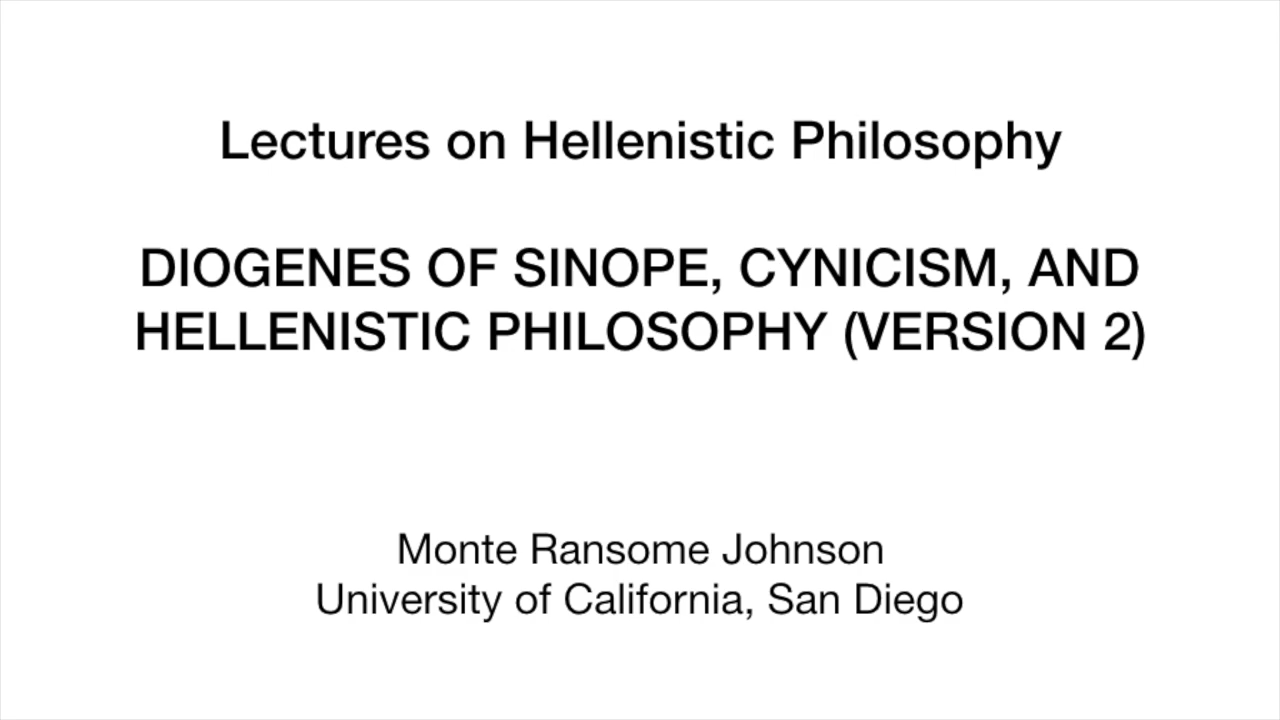 Lectures on Hellenistic Philosophy
DIOGENES OF SINOPE, CYNICISM, AND
HELLENISTIC PHILOSOPHY (VERSION 2)
Monte Ransome Johnson
University of California, San Diego